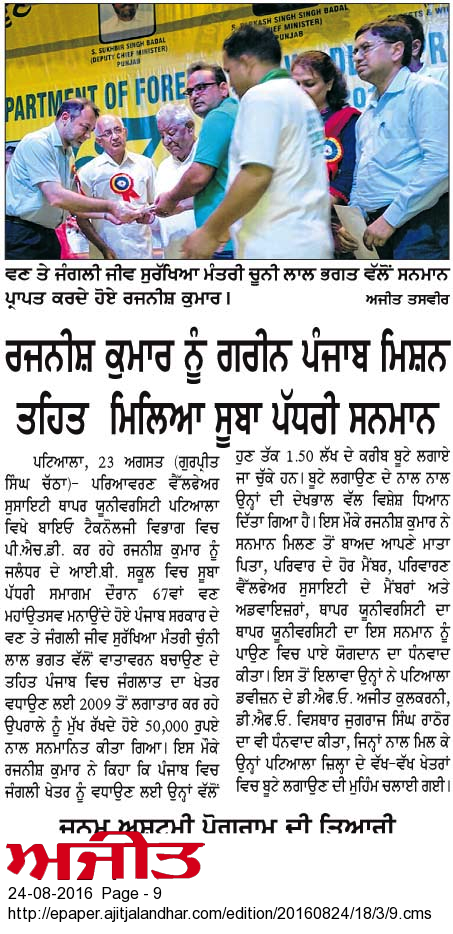 S. SUKHBIR SINGH BADAL
(DEPUTY CHIEF MINISTER)
PUNJAB
S. PARKASH SINGH BADAL
(CHIEF MINISTER)
PUNJAB
PARTMENT OF FORE
ਵਣ ਤੇ ਜੰਗਲੀ ਜੀਵ ਸੁਰੱਖਿਆ ਮੰਤਰੀ ਚੂਨੀ ਲਾਲ ਭਗਤ ਵੱਲੋਂ ਸਨਮਾਨ
ਪ੍ਰਾਪਤ ਕਰਦੇ ਹੋਏ ਰਜਨੀਸ਼ ਕੁਮਾਰ। ਅਜੀਤ ਤਸਵੀਰ
ਰਜਨੀਸ਼ ਕੁਮਾਰ ਨੂੰ ਗਰੀਨ ਪੰਜਾਬ ਮਿਸ਼ਨ
ਤਹਿਤ ਮਿਲਿਆ ਸੂਬਾ ਪੱਧਰੀ ਸਨਮਾਨ
ਪਟਿਆਲਾ, 23 ਅਗਸਤ (ਗੁਰਪ੍ਰੀਤ
ਸਿੰਘ ਚੱਠਾ)- ਪਰਿਆਵਰਣ ਵੈੱਲਫੇਅਰ
ਸੁਸਾਇਟੀ ਥਾਪਰ ਯੂਨੀਵਰਸਿਟੀ ਪਟਿਆਲਾ
ਵਿਖੇ ਬਾਇਓ ਟੈਕਨੋਲਜੀ ਵਿਭਾਗ ਵਿਚ
ਪੀ.ਐਚ.ਡੀ. ਕਰ ਰਹੇ ਰਜਨੀਸ਼ ਕੁਮਾਰ ਨੂੰ
ਜਲੰਧਰ ਦੇ ਆਈ.ਬੀ. ਸਕੂਲ ਵਿਚ ਸੂਬਾ
ਪੱਧਰੀ ਸਮਾਗਮ ਦੌਰਾਨ 67ਵਾਂ ਵਣ
ਮਹਾਂਉਤਸਵ ਮਨਾਉਂਦੇ ਹੋਏ ਪੰਜਾਬ ਸਰਕਾਰ ਦੇ
ਵਣ ਤੇ ਜੰਗਲੀ ਜੀਵ ਸੁਰੱਖਿਆ ਮੰਤਰੀ ਚੁੰਨੀ
ਲਾਲ ਭਗਤ ਵੱਲੋਂ ਵਾਤਾਵਰਨ ਬਚਾਉਣ ਦੇ
ਤਹਿਤ ਪੰਜਾਬ ਵਿਚ ਜੰਗਲਾਤ ਦਾ ਖੇਤਰ
ਵਧਾਉਣ ਲਈ 2009 ਤੋਂ ਲਗਾਤਾਰ ਕਰ ਰਹੇ
ਉਪਰਾਲੇ ਨੂੰ ਮੁੱਖ ਰੱਖਦੇ ਹੋਏ 50,000 ਰੁਪਏ
ਨਾਲ ਸਨਮਾਨਿਤ ਕੀਤਾ ਗਿਆ। ਇਸ ਮੌਕੇ
ਰਜਨੀਸ਼ ਕੁਮਾਰ ਨੇ ਕਿਹਾ ਕਿ ਪੰਜਾਬ ਵਿਚ
ਜੰਗਲੀ ਖੇਤਰ ਨੂੰ ਵਧਾਉਣ ਲਈ ਉਨ੍ਹਾਂ ਵੱਲੋਂ
ਹੁਣ ਤੱਕ 1.50 ਲੱਖ ਦੇ ਕਰੀਬ ਬੂਟੇ ਲਗਾਏ
ਜਾ ਚੁੱਕੇ ਹਨ। ਬੂਟੇ ਲਗਾਉਣ ਦੇ ਨਾਲ ਨਾਲ
ਉਨ੍ਹਾਂ ਦੀ ਦੇਖਭਾਲ ਵੱਲ ਵਿਸ਼ੇਸ਼ ਧਿਆਨ
ਦਿੱਤਾ ਗਿਆ ਹੈ। ਇਸ ਮੌਕੇ ਰਜਨੀਸ਼ ਕੁਮਾਰ ਨੇ
ਸਨਮਾਨ ਮਿਲਣ ਤੋਂ ਬਾਅਦ ਆਪਣੇ ਮਾਤਾ
ਪਿਤਾ, ਪਰਿਵਾਰ ਦੇ ਹੋਰ ਮੈਂਬਰ, ਪਰਿਵਾਰਣ
ਵੈੱਲਫੇਅਰ ਸੁਸਾਇਟੀ ਦੇ ਮੈਂਬਰਾਂ ਅਤੇ
ਅਡਵਾਇਜ਼ਰਾਂ, ਥਾਪਰ ਯੂਨੀਵਰਸਿਟੀ ਦਾ
ਥਾਪਰ ਯੂਨੀਵਰਸਿਟੀ ਦਾ ਇਸ ਸਨਮਾਨ ਨੂੰ
ਪਾਉਣ ਵਿਚ ਪਾਏ ਯੋਗਦਾਨ ਦਾ ਧੰਨਵਾਦ
ਕੀਤਾ। ਇਸ ਤੋਂ ਇਲਾਵਾ ਉਨ੍ਹਾਂ ਨੇ ਪਟਿਆਲਾ
ਡਵੀਜ਼ਨ ਦੇ ਡੀ.ਐਫ.ਓ. ਅਜੀਤ ਕੁਲਕਰਨੀ,
ਡੀ.ਐਫ.ਓ. ਵਿਸਥਾਰ ਜੁਗਰਾਜ ਸਿੰਘ ਰਾਠੋਰ
ਦਾ ਵੀ ਧੰਨਵਾਦ ਕੀਤਾ, ਜਿਨ੍ਹਾਂ ਨਾਲ ਮਿਲ ਕੇ
ਉਨ੍ਹਾਂ ਪਟਿਆਲਾ ਜ਼ਿਲ੍ਹਾ ਦੇ ਵੱਖ-ਵੱਖ ਖੇਤਰਾਂ
ਵਿਚ ਬੂਟੇ ਲਗਾਉਣ ਦੀ ਮੁਹਿੰਮ ਚਲਾਈ ਗਈ।
ਜਨਮ ਅਸ਼ਟਮੀ ਪ੍ਰੋਗਰਾਮ ਦੀ ਤਿਆਰੀ
ਅਜੀਤ
24-08-2016 Page - 9
http://epaper.ajitjalandhar.com/edition/20160824/18/3/9.cms